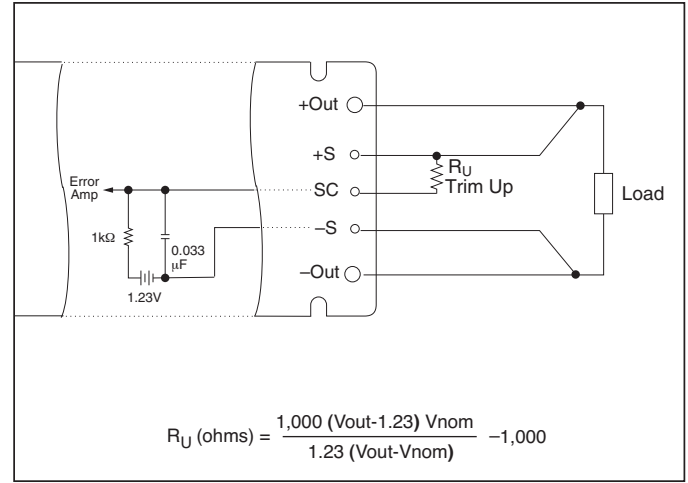 +Out
+S
R_U
Trim Up
SC
Error
Amp
Load
–S
1kΩ
0.033
µF
–Out
1.23V
R_U (ohms) = 1,000 (Vout-1.23) Vnom / 1.23 (Vout-Vnom) –1,000